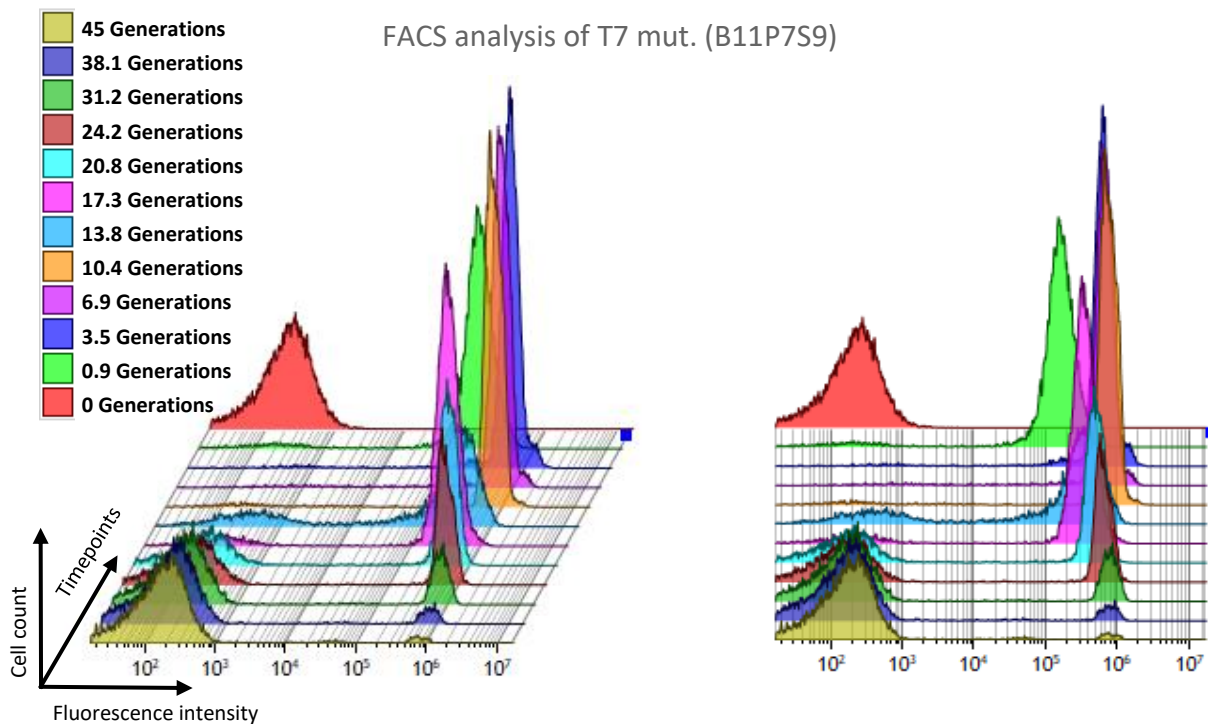 FACS analysis of T7 mut. (B11P7S9)
45 Generations
38.1 Generations
31.2 Generations
24.2 Generations
20.8 Generations
17.3 Generations
13.8 Generations
10.4 Generations
6.9 Generations
3.5 Generations
0.9 Generations
0 Generations
Cell count
Timepoints
Fluorescence intensity
10² 10³ 10⁴ 10⁵ 10⁶ 10⁷
10² 10³ 10⁴ 10⁵ 10⁶ 10⁷